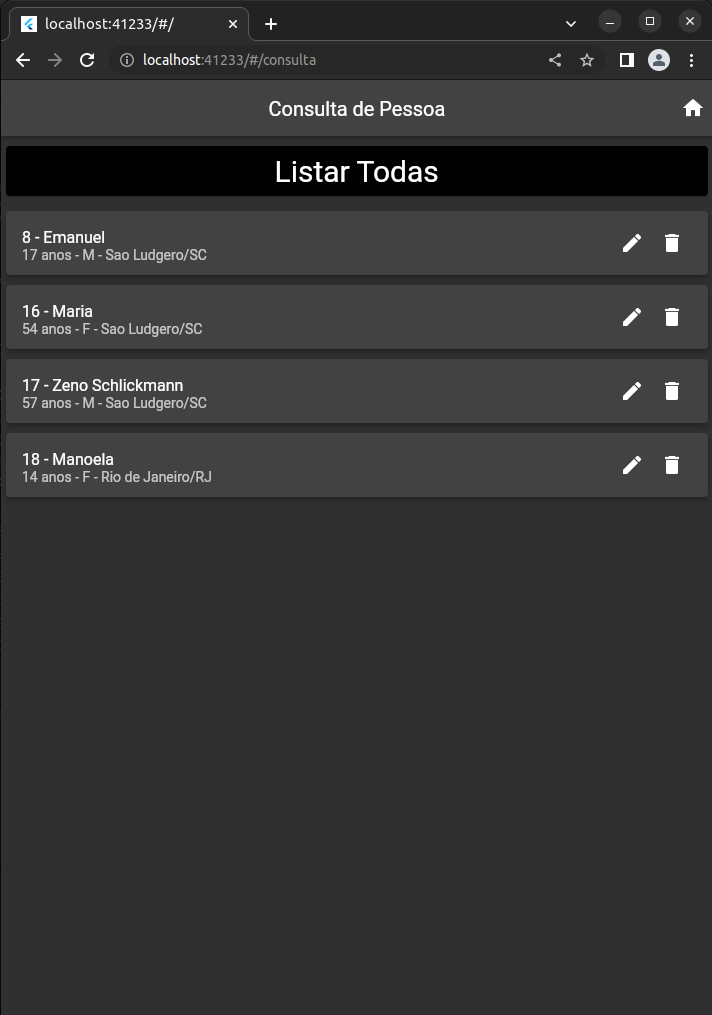 localhost:41233/#/
localhost:41233/#/consulta
Consulta de Pessoa
Listar Todas
8 - Emanuel
17 anos - M - Sao Ludgero/SC
16 - Maria
54 anos - F - Sao Ludgero/SC
17 - Zeno Schlickmann
57 anos - M - Sao Ludgero/SC
18 - Manoela
14 anos - F - Rio de Janeiro/RJ